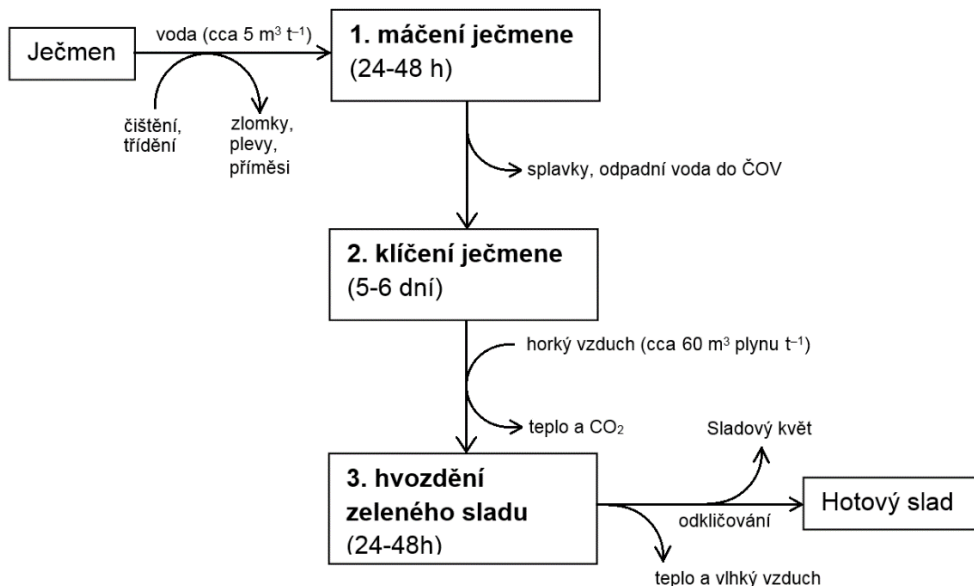 Ječmen
voda (cca 5 m³ t⁻¹)
čištění,
třídění
zlomky,
plevy,
příměsi
1. máčení ječmene
(24-48 h)
splavky, odpadní voda do ČOV
2. klíčení ječmene
(5-6 dní)
horký vzduch (cca 60 m³ plynu t⁻¹)
teplo a CO₂
3. hvozdění
zeleného sladu
(24-48h)
Sladový květ
odkličování
teplo a vlhký vzduch
Hotový slad